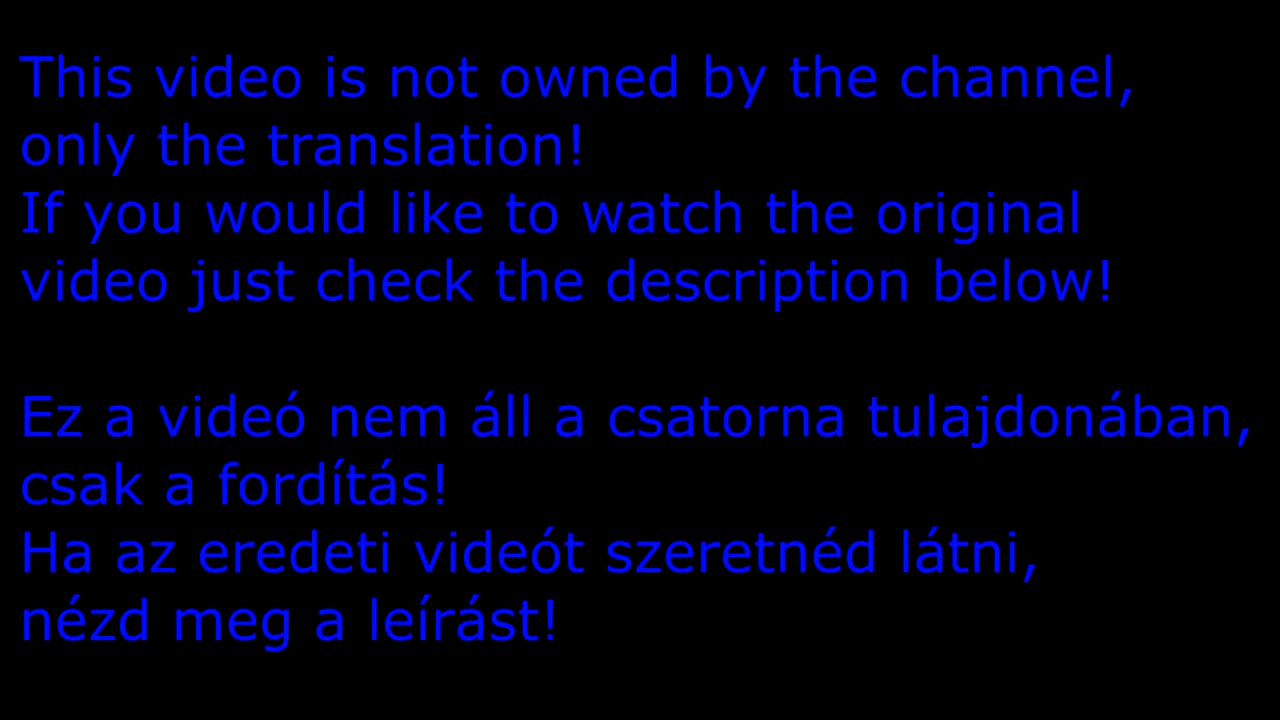 This video is not owned by the channel,
only the translation!
If you would like to watch the original
video just check the description below!
Ez a videó nem áll a csatorna tulajdonában,
csak a fordítás!
Ha az eredeti videót szeretnéd látni,
nézd meg a leírást!